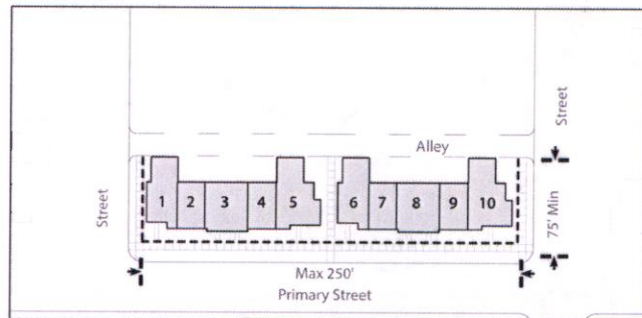 Street
Alley
Street
1 2 3 4 5 6 7 8 9 10
75' Min
Max 250'
Primary Street